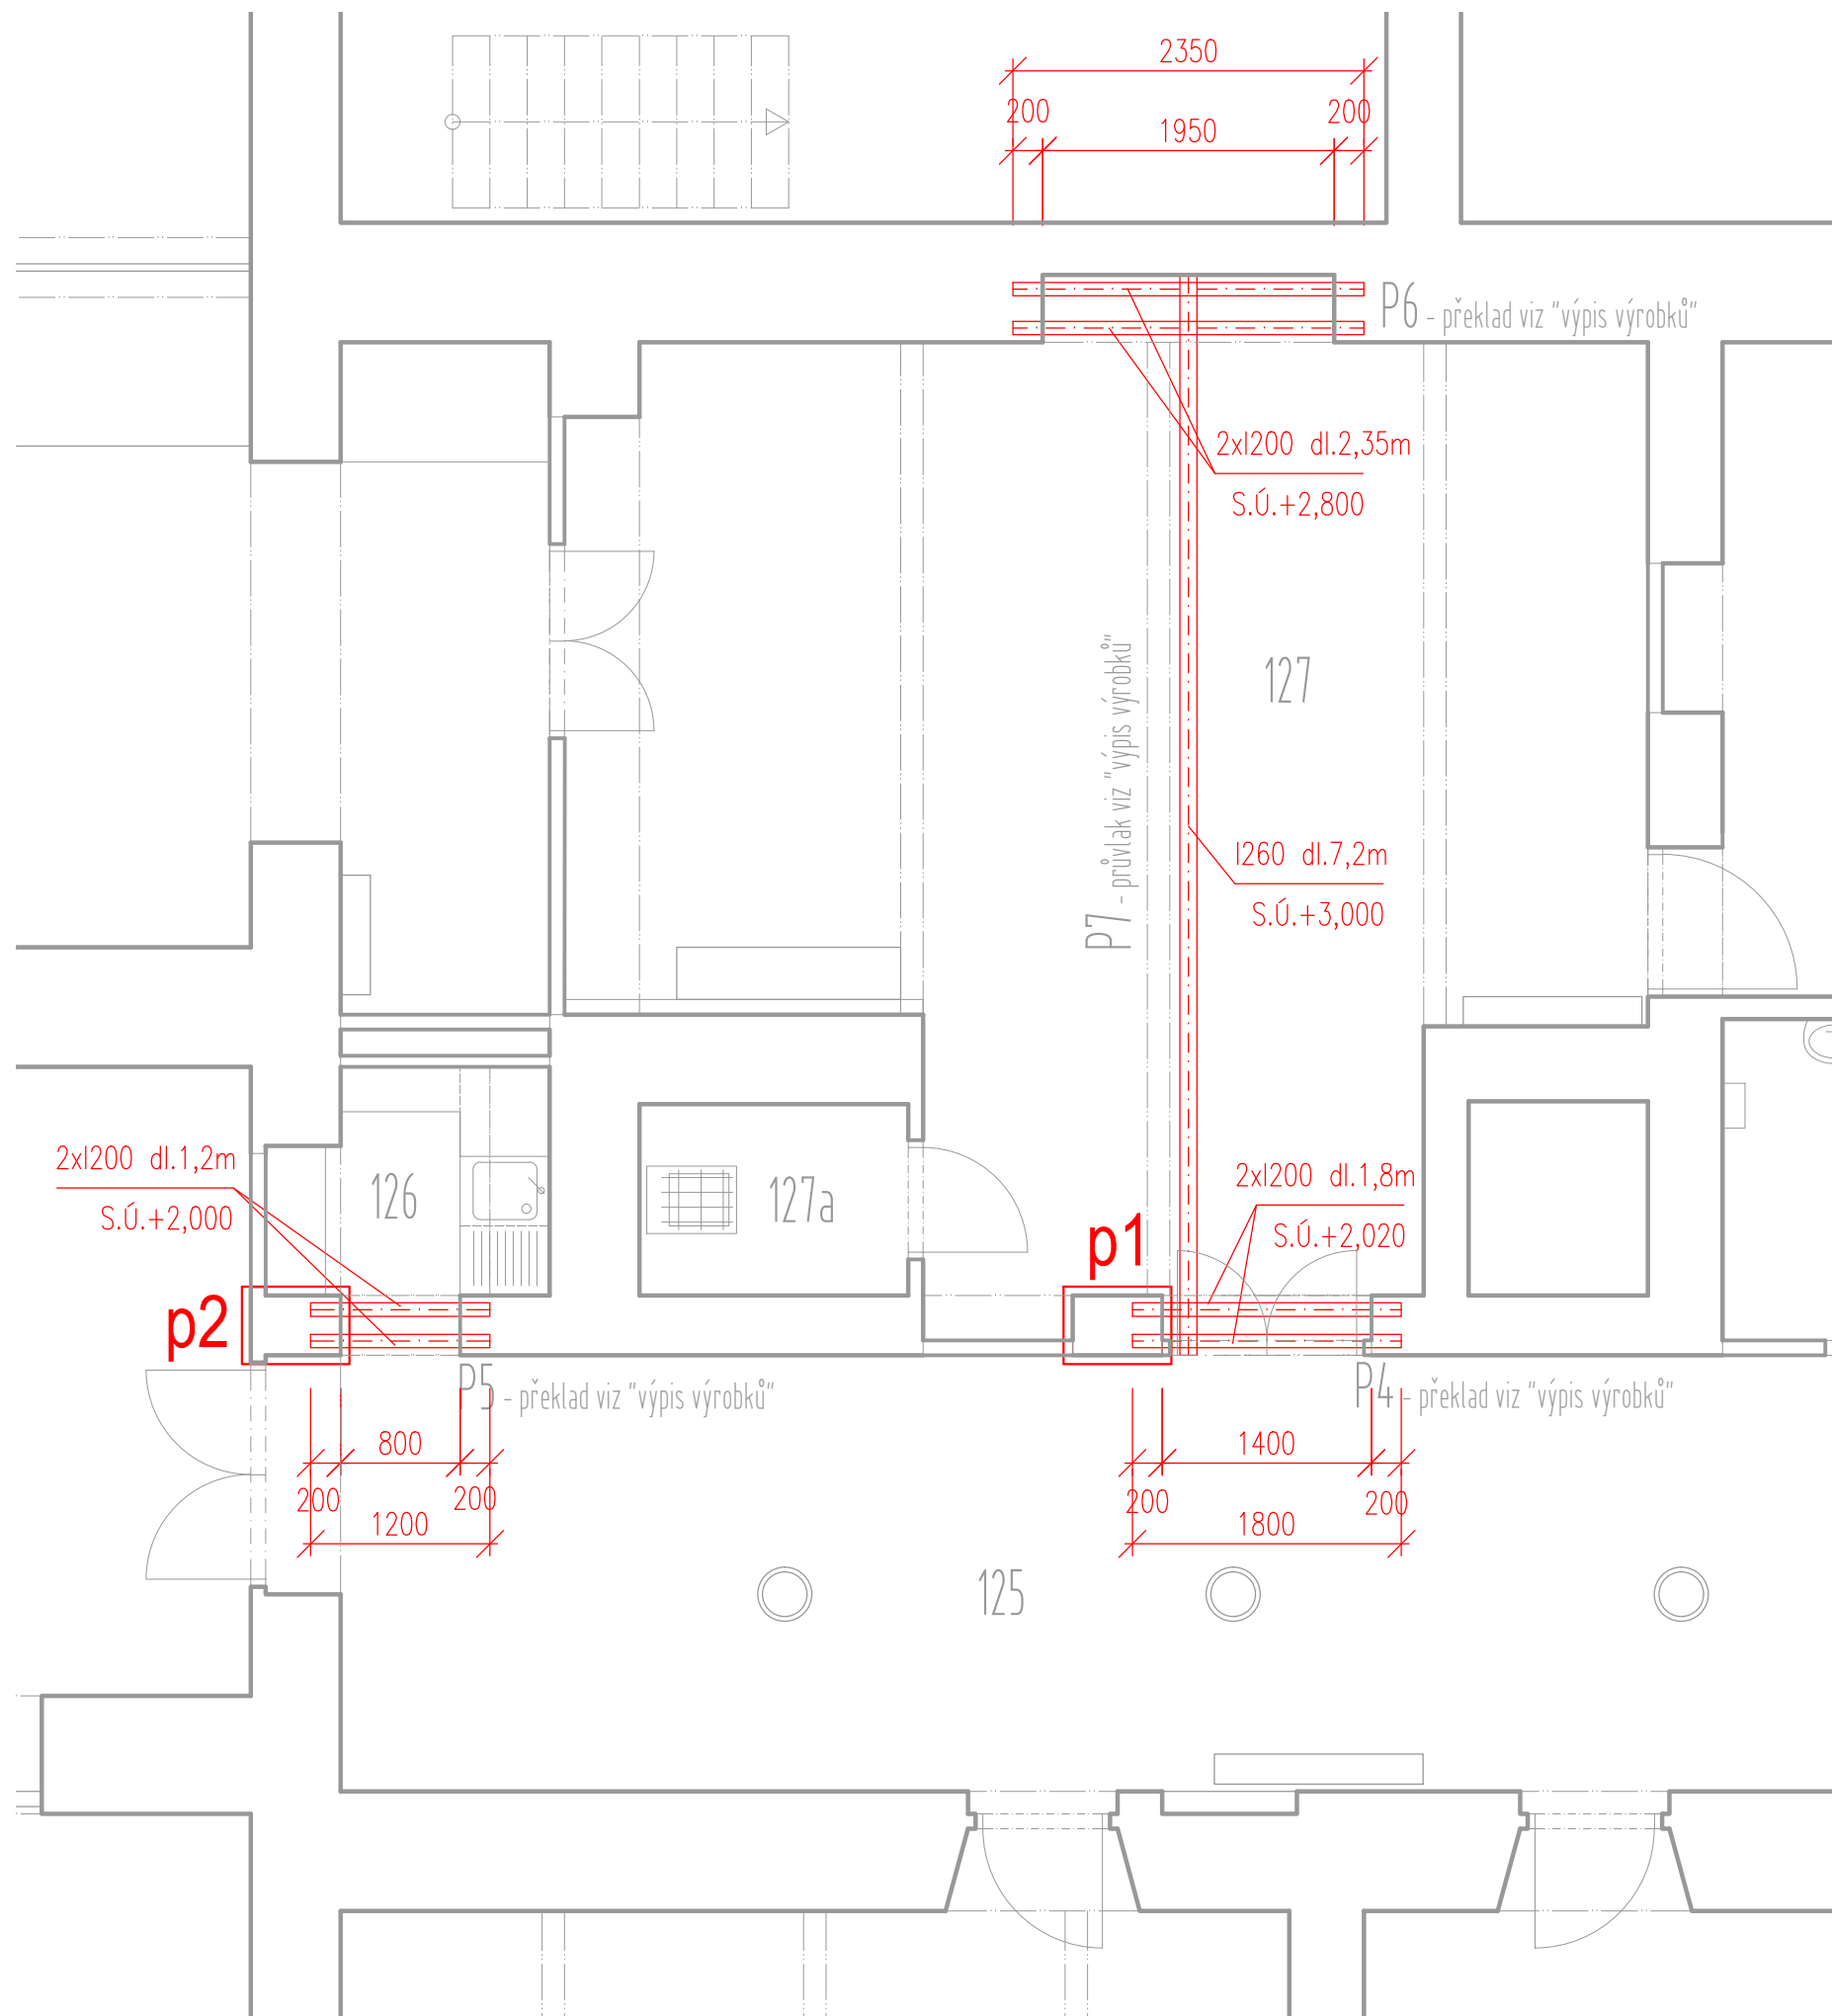 2350
200
200
1950
P6 - překlad viz "výpis výrobků"
2xI200 dl.2,35m
S.Ú.+2,800
127
P7 - průvlak viz "výpis výrobků"
I260 dl.7,2m
S.Ú.+3,000
2xI200 dl.1,2m
S.Ú.+2,000
126
127a
2xI200 dl.1,8m
S.Ú.+2,020
p1
p2
P5 - překlad viz "výpis výrobků"
P4 - překlad viz "výpis výrobků"
800
1400
200
200
200
200
1200
1800
125